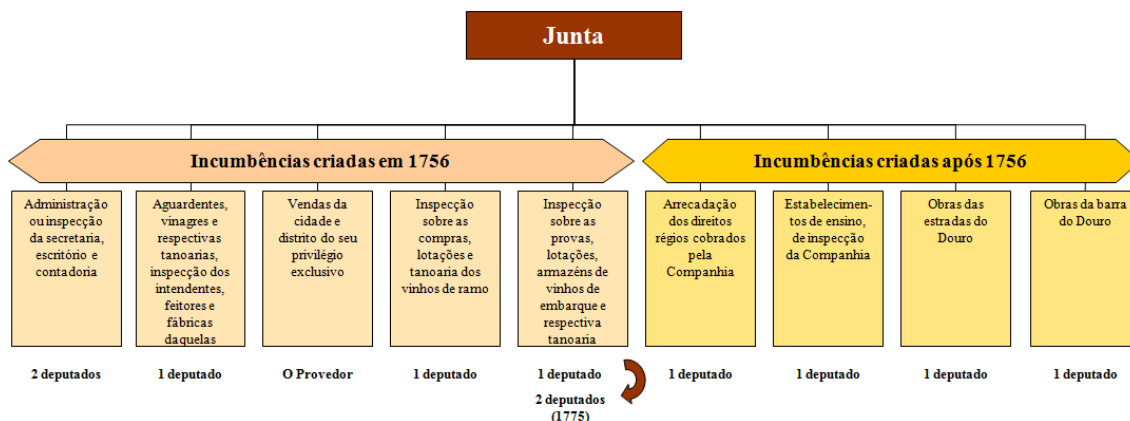 Junta
Incumbências criadas em 1756
Incumbências criadas após 1756
Administração
ou inspecção
da secretaria,
escritório e
contadoria
Aguardentes,
vinagres e
respectivas
tanoarias,
inspecção dos
intendentes,
feitores e
fábricas
daquelas
Vendas da
cidade e
distrito do seu
privilégio
exclusivo
Inspecção
sobre as
compras,
lotações e
tanoaria dos
vinhos de ramo
Inspecção
sobre as
provas,
lotações,
armazéns de
vinhos de
embarque e
respectiva
tanoaria
Arrecadação
dos direitos
régios cobrados
pela
Companhia
Estabelecimen-
tos de ensino,
de inspecção
da Companhia
Obras das
estradas do
Douro
Obras da barra
do Douro
2 deputados
1 deputado
O Provedor
1 deputado
1 deputado
1 deputado
1 deputado
1 deputado
1 deputado
2 deputados
(1775)